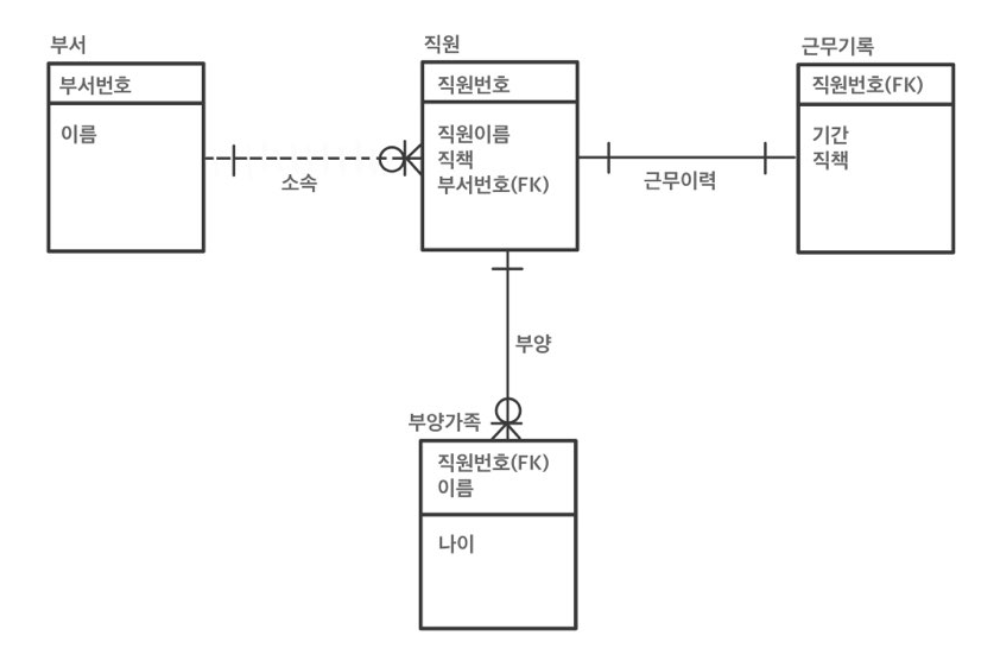 부서
부서번호
이름
소속
직원
직원번호
직원이름
직책
부서번호(FK)
근무이력
근무기록
직원번호(FK)
기간
직책
부양
부양가족
직원번호(FK)
이름
나이